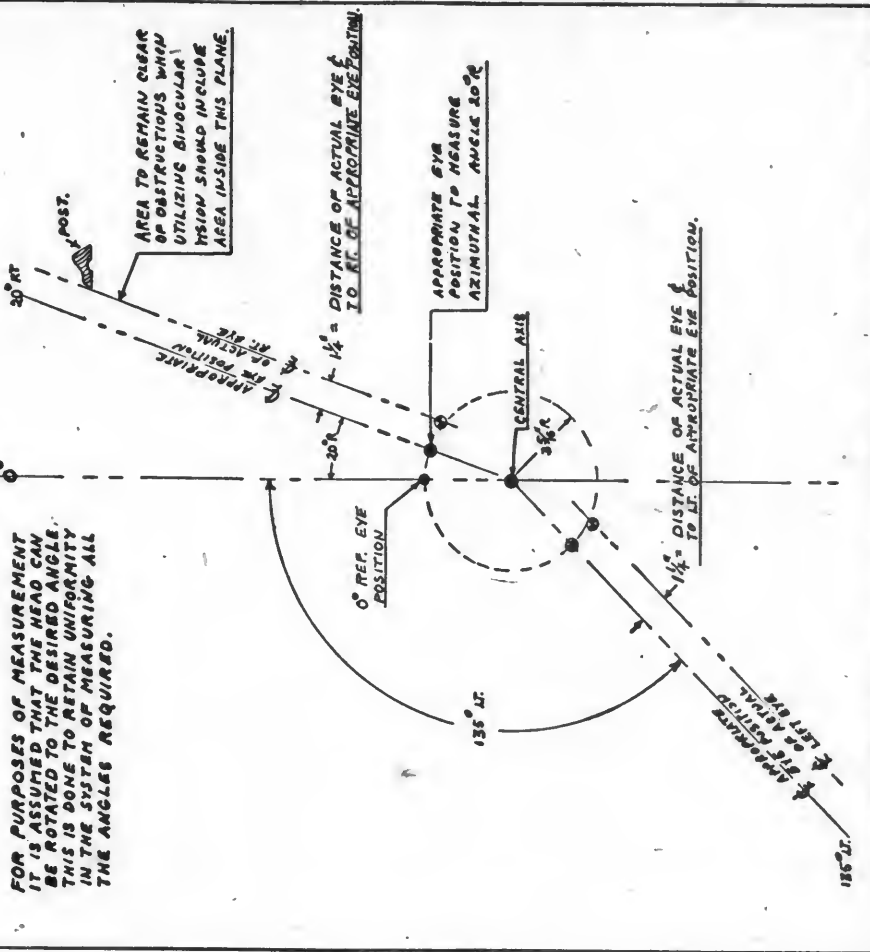 FOR PURPOSES OF MEASUREMENT
IT IS ASSUMED THAT THE HEAD CAN
BE ROTATED TO THE DESIRED ANGLE.
THIS IS DONE TO RETAIN UNIFORMITY
IN THE SYSTEM OF MEASURING ALL
THE ANGLES REQUIRED.
20° RT
POST.
AREA TO REMAIN CLEAR
OF OBSTRUCTIONS WHEN
UTILIZING BINOCULAR
VISION SHOULD INCLUDE
AREA INSIDE THIS PLANE.
APPROPRIATE
EYE POSITION
OF ACTUAL
RT. EYE
1¼" = DISTANCE OF ACTUAL EYE ℄
TO RT. OF APPROPRIATE EYE POSITION.
20°R
0° REF. EYE
POSITION
APPROPRIATE EYE
POSITION TO MEASURE
AZIMUTHAL ANGLE 20°R
CENTRAL AXIS
3 5/16 R
135° LT.
1¼" = DISTANCE OF ACTUAL EYE ℄
TO LT. OF APPROPRIATE EYE POSITION.
APPROPRIATE
EYE POSITION
OF ACTUAL
LEFT EYE
135° LT.